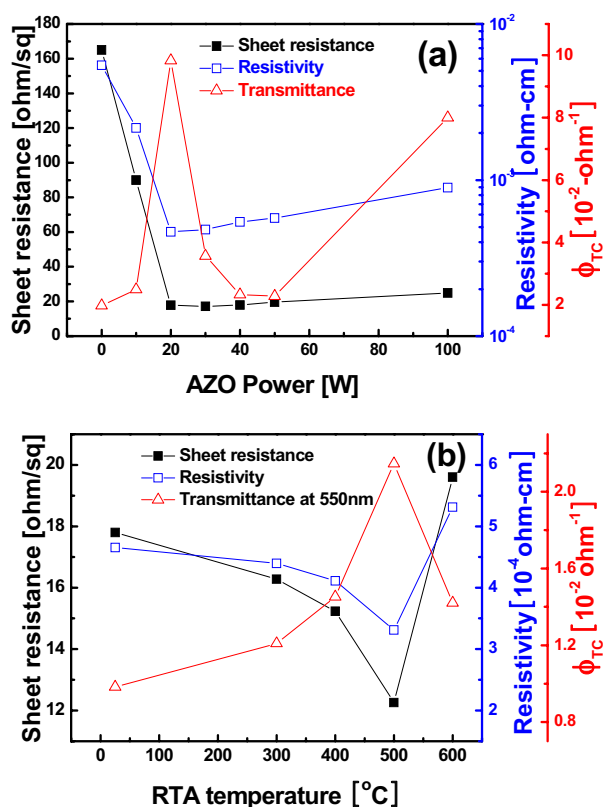 (a)
Sheet resistance
Resistivity
Transmittance
Sheet resistance [ohm/sq]
180
160
140
120
100
80
60
40
20
0
10⁻²
10⁻³
10⁻⁴
Resistivity [ ohm-cm]
10
8
6
4
2
ϕTC [ 10⁻²-ohm⁻¹]
0 20 40 60 80 100
AZO Power [W]
(b)
Sheet resistance
Resistivity
Transmittance at 550nm
Sheet resistance [ohm/sq]
20
18
16
14
12
6
5
4
3
2
Resistivity [10⁻⁴ ohm-cm]
2.0
1.6
1.2
0.8
ϕTC [10⁻² ohm⁻¹]
0 100 200 300 400 500 600
RTA temperature [°C]